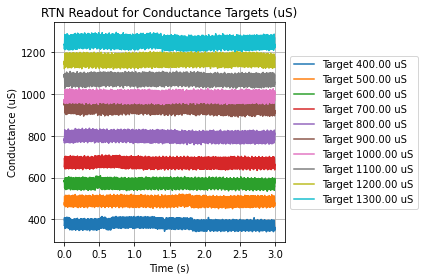 RTN Readout for Conductance Targets (uS)
Conductance (uS)
1200
1000
800
600
400
0.0 0.5 1.0 1.5 2.0 2.5 3.0
Time (s)
Target 400.00 uS
Target 500.00 uS
Target 600.00 uS
Target 700.00 uS
Target 800.00 uS
Target 900.00 uS
Target 1000.00 uS
Target 1100.00 uS
Target 1200.00 uS
Target 1300.00 uS